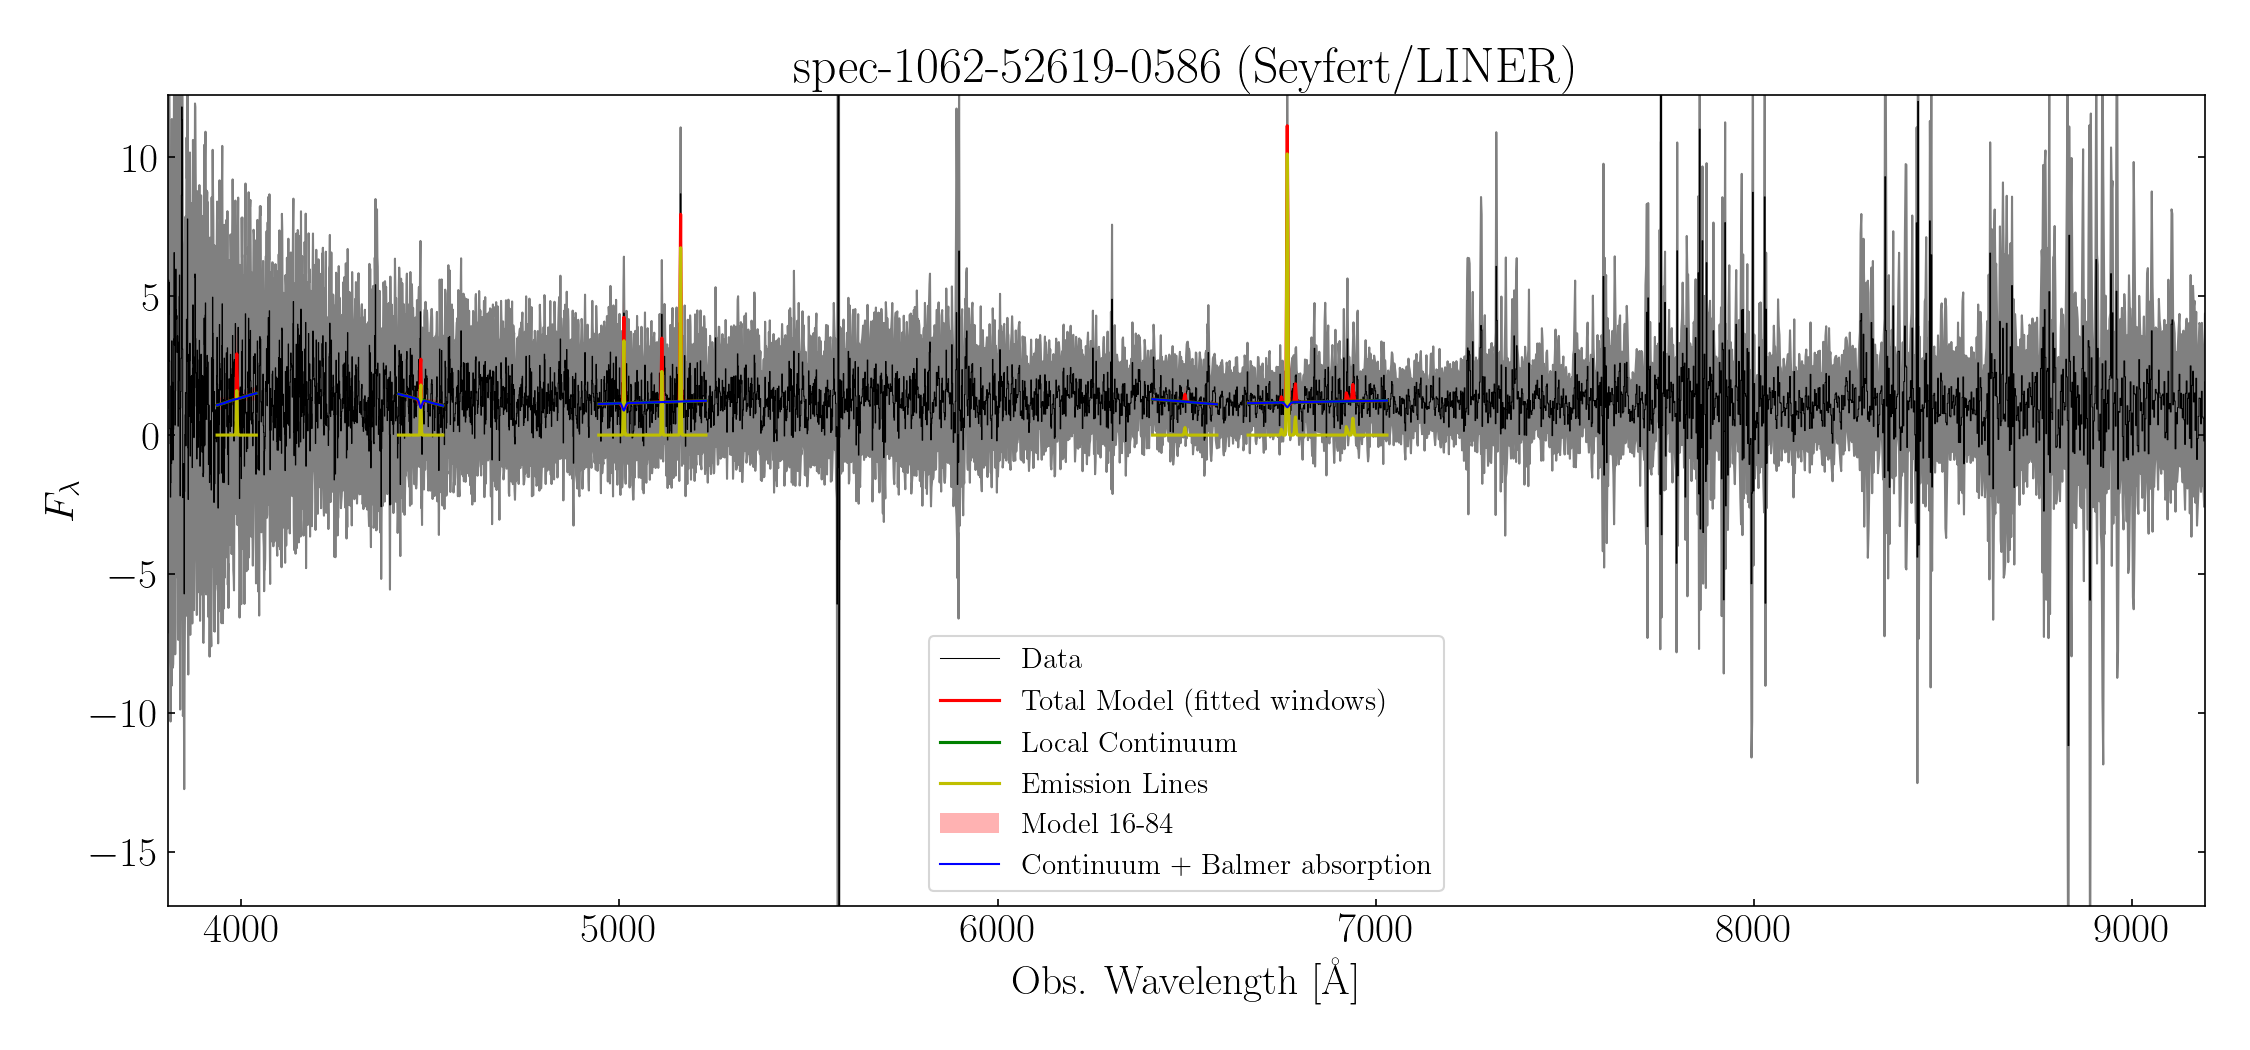 spec-1062-52619-0586 (Seyfert/LINER)
10
5
0
−5
−10
−15
F_λ
Data
Total Model (fitted windows)
Local Continuum
Emission Lines
Model 16-84
Continuum + Balmer absorption
4000 5000 6000 7000 8000 9000
Obs. Wavelength [Å]